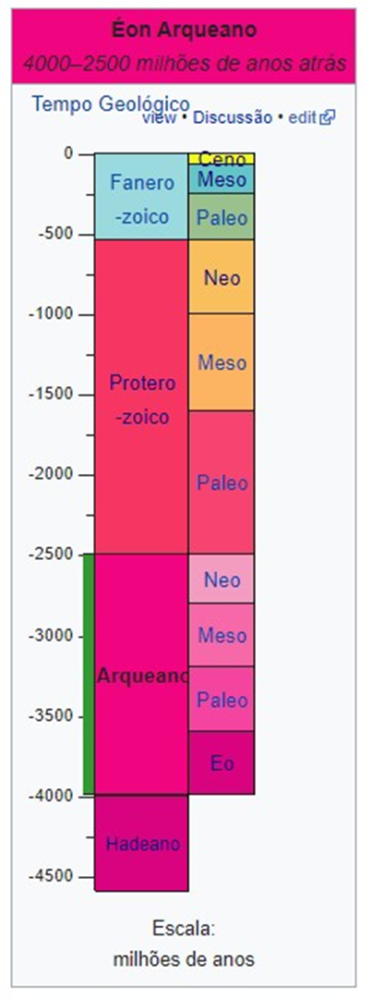 Éon Arqueano
4000–2500 milhões de anos atrás
Tempo Geológico
view • Discussão • edit
0
-500
-1000
-1500
-2000
-2500
-3000
-3500
-4000
-4500
Fanero
-zoico
Protero
-zoico
Arqueano
Hadeano
Ceno
Meso
Paleo
Neo
Meso
Paleo
Neo
Meso
Paleo
Eo
Escala:
milhões de anos